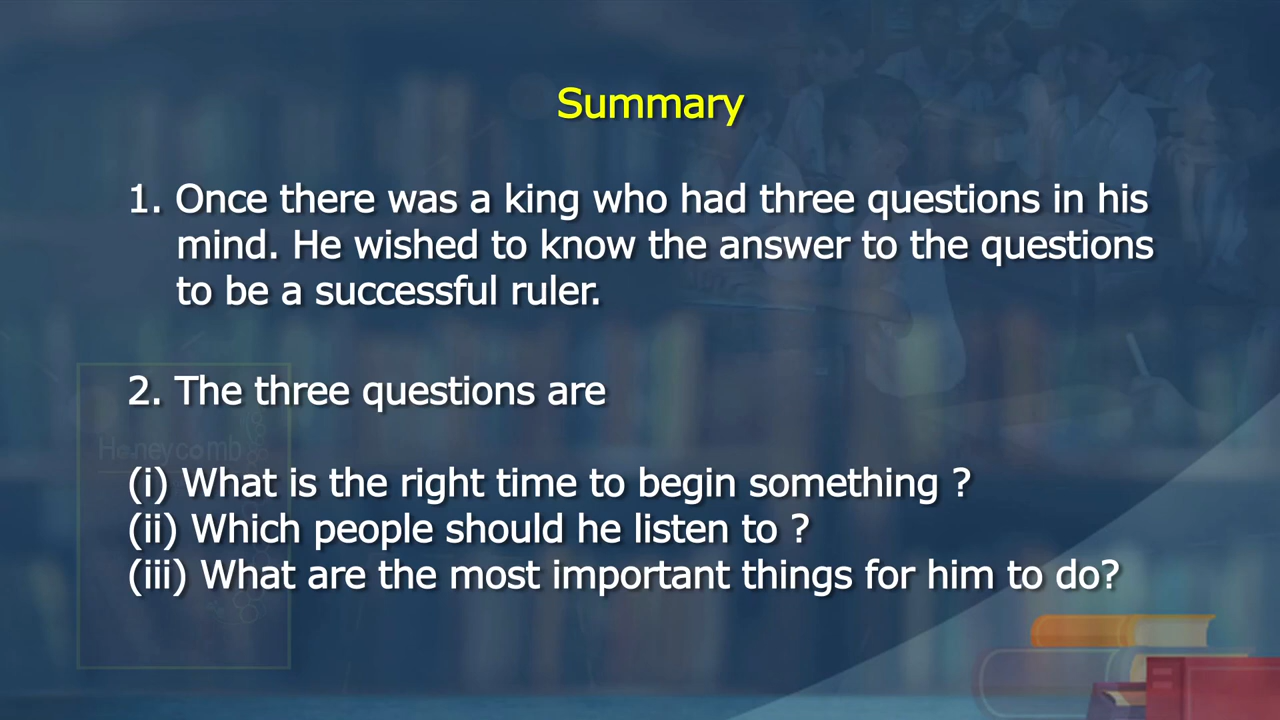 Summary
1. Once there was a king who had three questions in his
mind. He wished to know the answer to the questions
to be a successful ruler.
2. The three questions are
Honeycomb
(i) What is the right time to begin something ?
(ii) Which people should he listen to ?
(iii) What are the most important things for him to do?